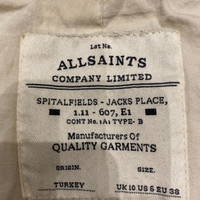 Lot No.
ALLSAINTS
COMPANY LIMITED
SPITALFIELDS - JACKS PLACE,
1.11 - 607, E1
CONT No. 1A: TYPE- B
Manufacturers Of
QUALITY GARMENTS
ORIGIN. SIZE.
TURKEY UK 10 US 6 EU 38